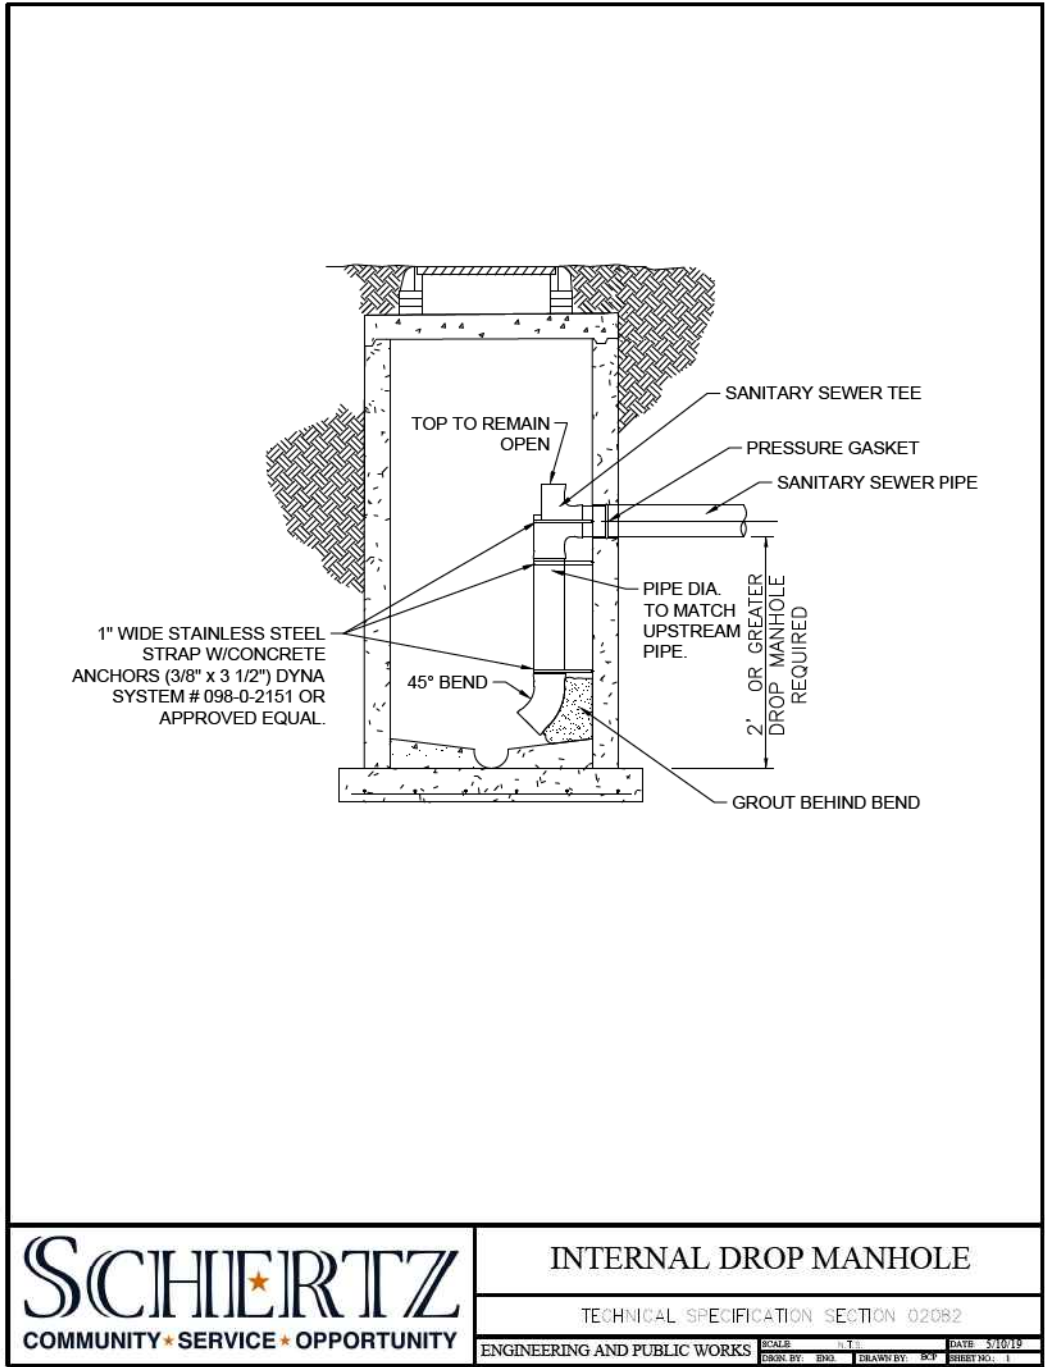 SANITARY SEWER TEE
TOP TO REMAIN
OPEN
PRESSURE GASKET
SANITARY SEWER PIPE
PIPE DIA.
TO MATCH
UPSTREAM
PIPE.
2' OR GREATER
DROP MANHOLE
REQUIRED
1" WIDE STAINLESS STEEL
STRAP W/CONCRETE
ANCHORS (3/8" x 3 1/2") DYNA
SYSTEM # 098-0-2151 OR
APPROVED EQUAL.
45° BEND
GROUT BEHIND BEND
SCHERTZ
COMMUNITY★SERVICE★OPPORTUNITY
INTERNAL DROP MANHOLE
TECHNICAL SPECIFICATION SECTION 02082
ENGINEERING AND PUBLIC WORKS
SCALE: N.T.S.
DATE: 5/10/19
DSGN. BY: ENG.
DRAWN BY: BCP
SHEET NO.: 1